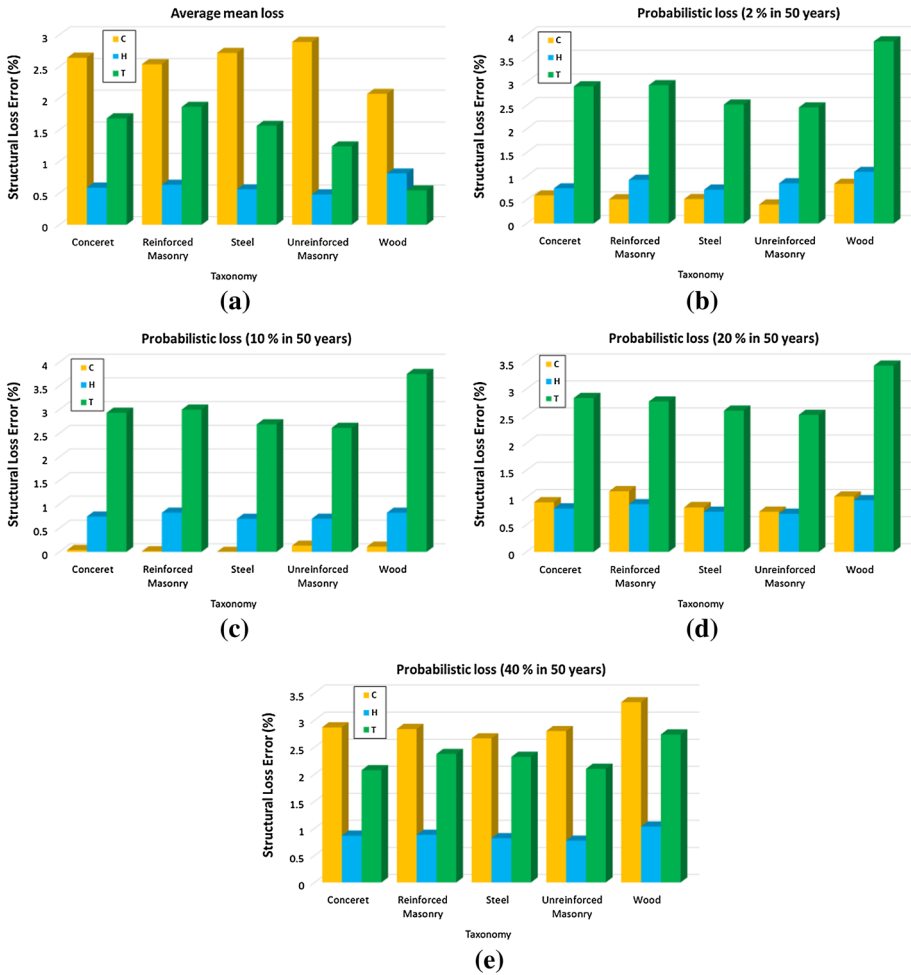 Average mean loss
Structural Loss Error (%)
3
2.5
2
1.5
1
0.5
0
C
H
T
Conceret
Reinforced
Masonry
Steel
Unreinforced
Masonry
Wood
Taxonomy
(a)
Probabilistic loss (2 % in 50 years)
Structural Loss Error (%)
4
3.5
3
2.5
2
1.5
1
0.5
0
C
H
T
Conceret
Reinforced
Masonry
Steel
Unreinforced
Masonry
Wood
Taxonomy
(b)
Probabilistic loss (10 % in 50 years)
Structural Loss Error (%)
4
3.5
3
2.5
2
1.5
1
0.5
0
C
H
T
Conceret
Reinforced
Masonry
Steel
Unreinforced
Masonry
Wood
Taxonomy
(c)
Probabilistic loss (20 % in 50 years)
Structural Loss Error (%)
3.5
3
2.5
2
1.5
1
0.5
0
C
H
T
Conceret
Reinforced
Masonry
Steel
Unreinforced
Masonry
Wood
Taxonomy
(d)
Probabilistic loss (40 % in 50 years)
Structural Loss Error (%)
3.5
3
2.5
2
1.5
1
0.5
0
C
H
T
Conceret
Reinforced
Masonry
Steel
Unreinforced
Masonry
Wood
Taxonomy
(e)